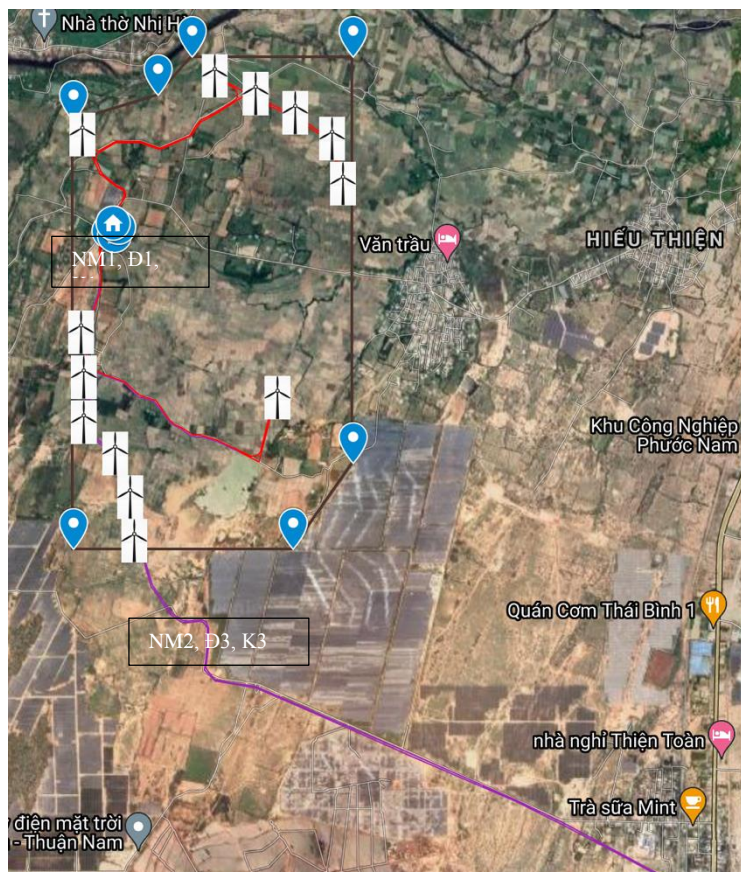 Nhà thờ Nhị Hà
Văn trầu
HIẾU THIỆN
NM1, Đ1,
Khu Công Nghiệp
Phước Nam
Quán Cơm Thái Bình 1
NM2, Đ3, K3
nhà nghỉ Thiện Toàn
Trà sữa Mint
điện mặt trời
- Thuận Nam